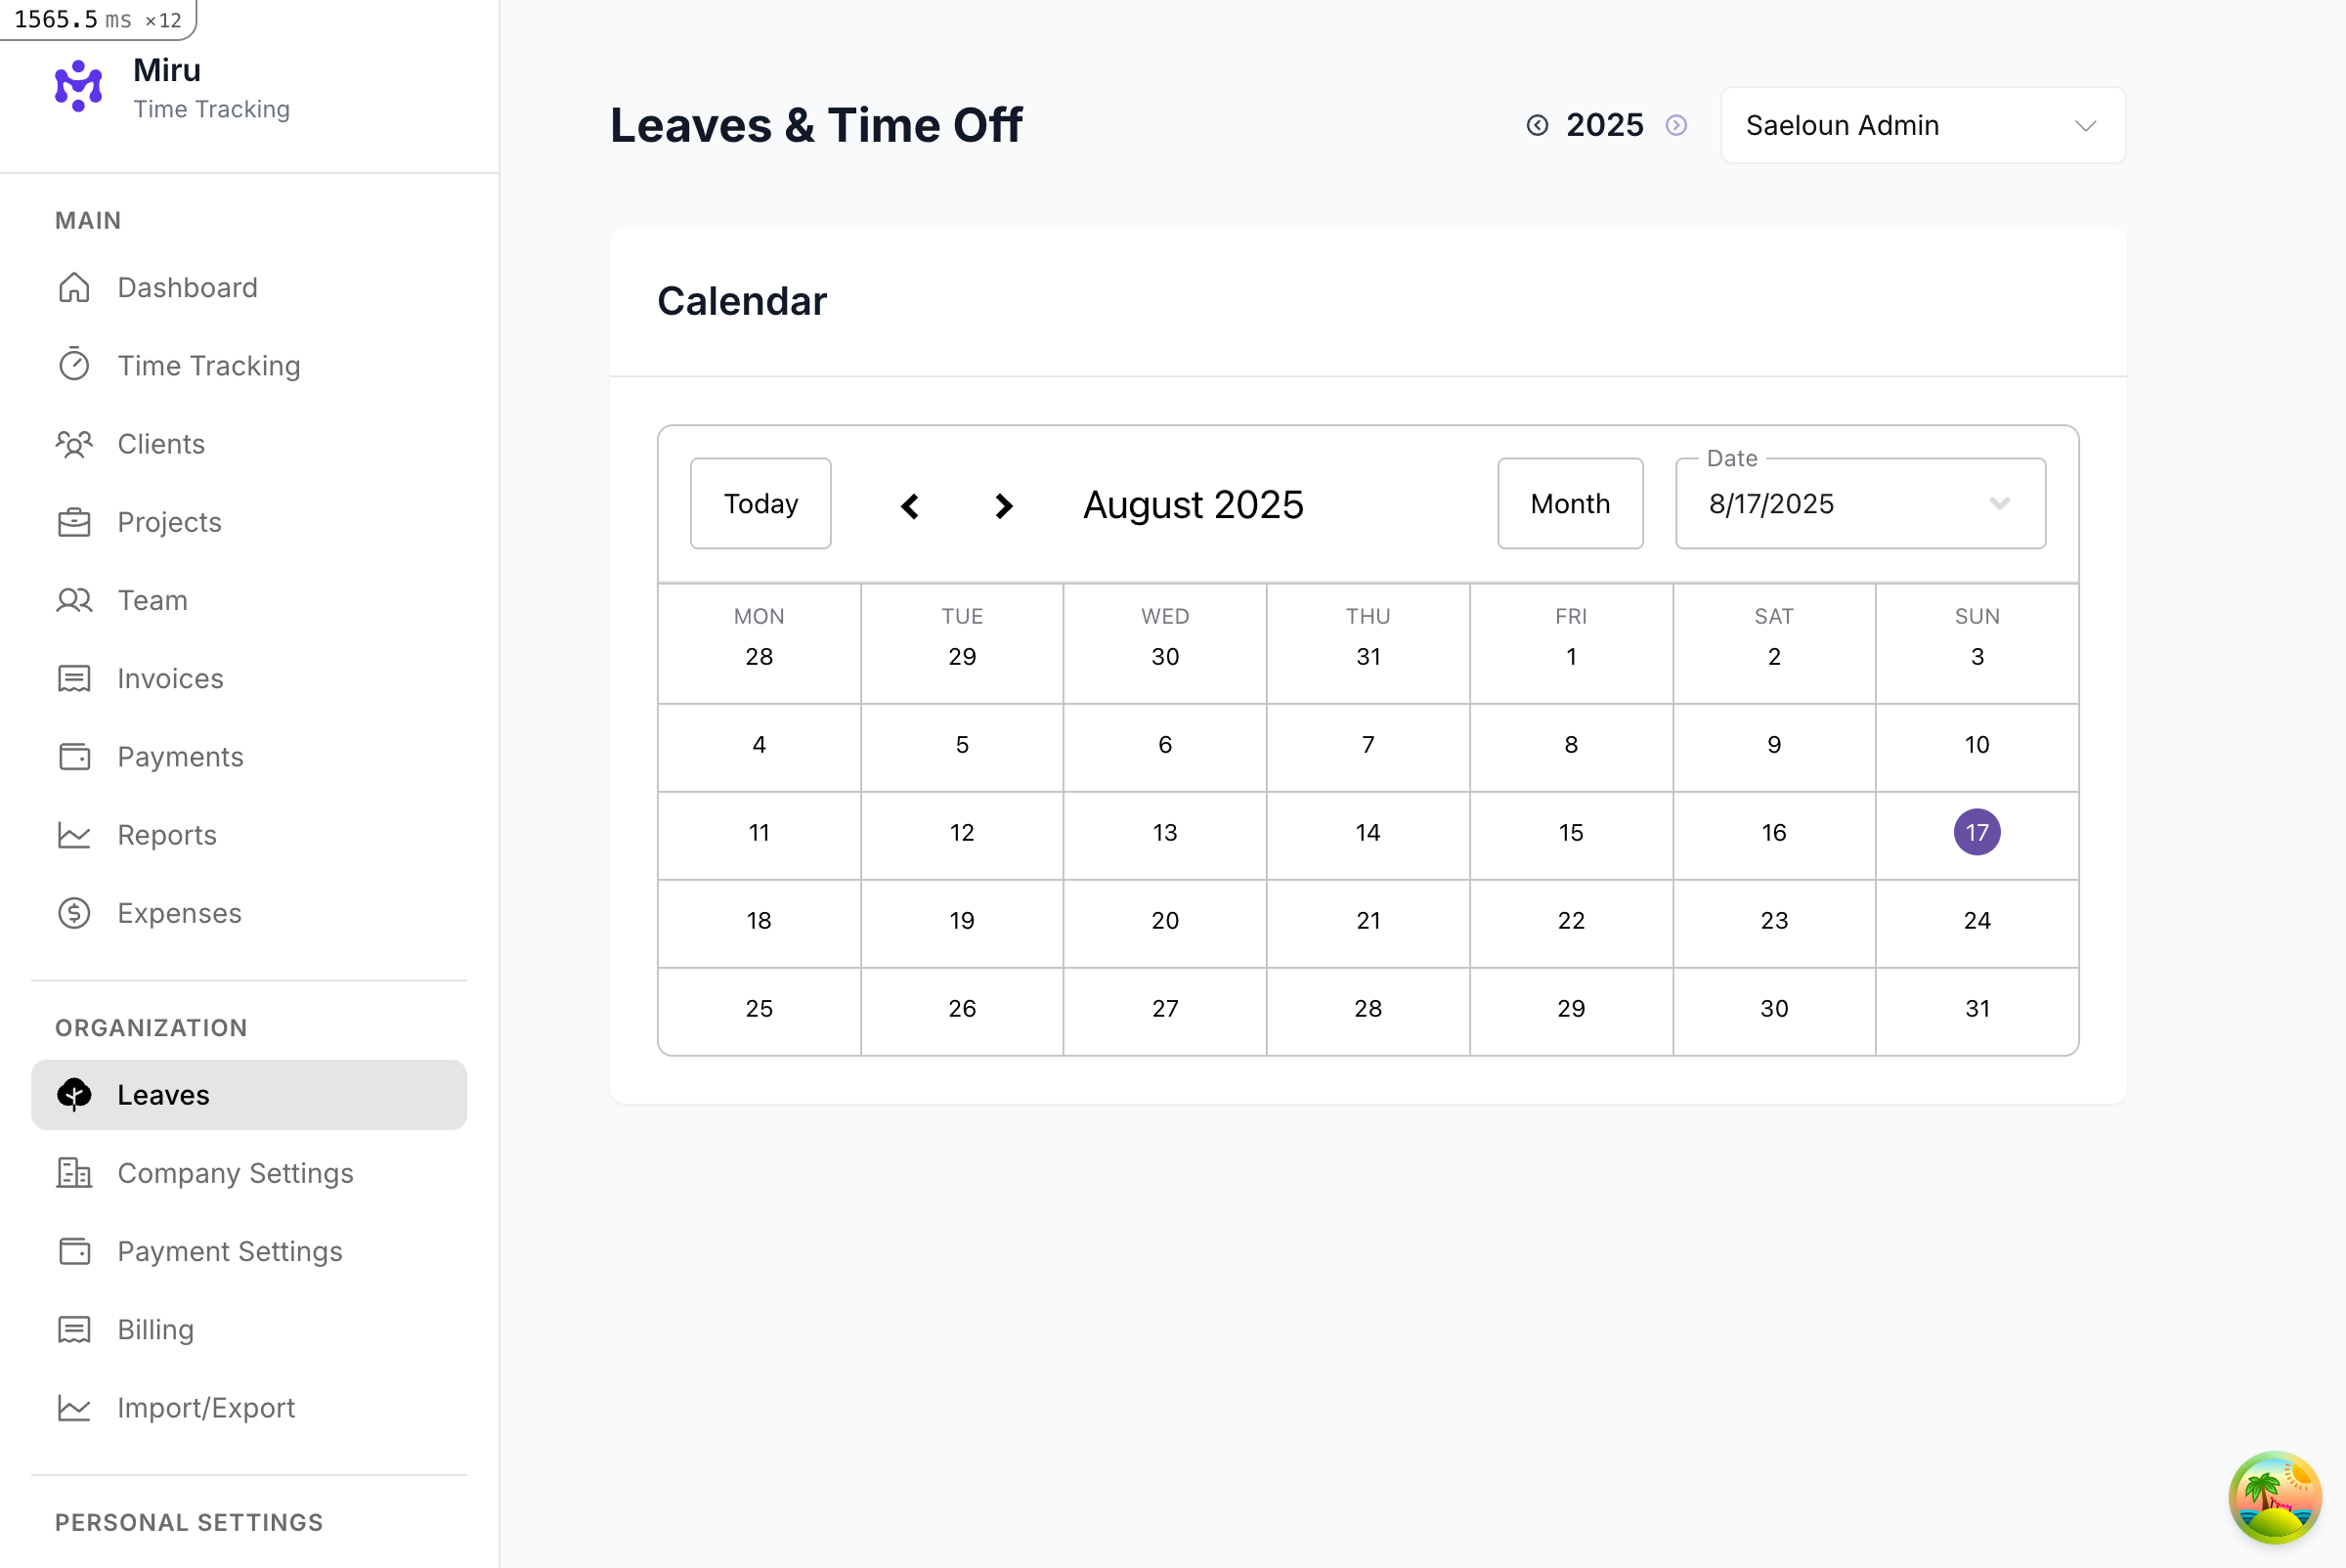 1565.5 ms ×12
Miru
Time Tracking
MAIN
Dashboard
Time Tracking
Clients
Projects
Team
Invoices
Payments
Reports
Expenses
ORGANIZATION
Leaves
Company Settings
Payment Settings
Billing
Import/Export
PERSONAL SETTINGS
Leaves & Time Off
2025
Saeloun Admin
Calendar
Today
August 2025
Month
Date
8/17/2025
MON TUE WED THU FRI SAT SUN
28 29 30 31 1 2 3
4 5 6 7 8 9 10
11 12 13 14 15 16 17
18 19 20 21 22 23 24
25 26 27 28 29 30 31